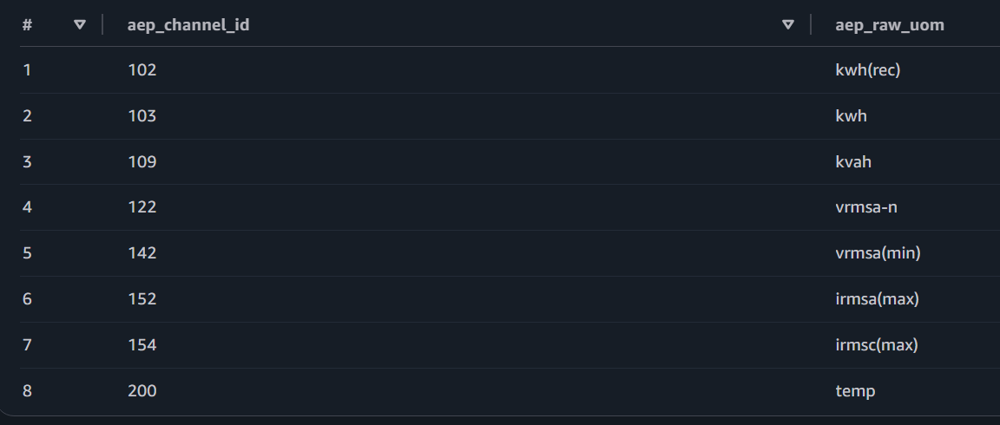 # aep_channel_id aep_raw_uom
1 102 kwh(rec)
2 103 kwh
3 109 kvah
4 122 vrmsa-n
5 142 vrmsa(min)
6 152 irmsa(max)
7 154 irmsc(max)
8 200 temp